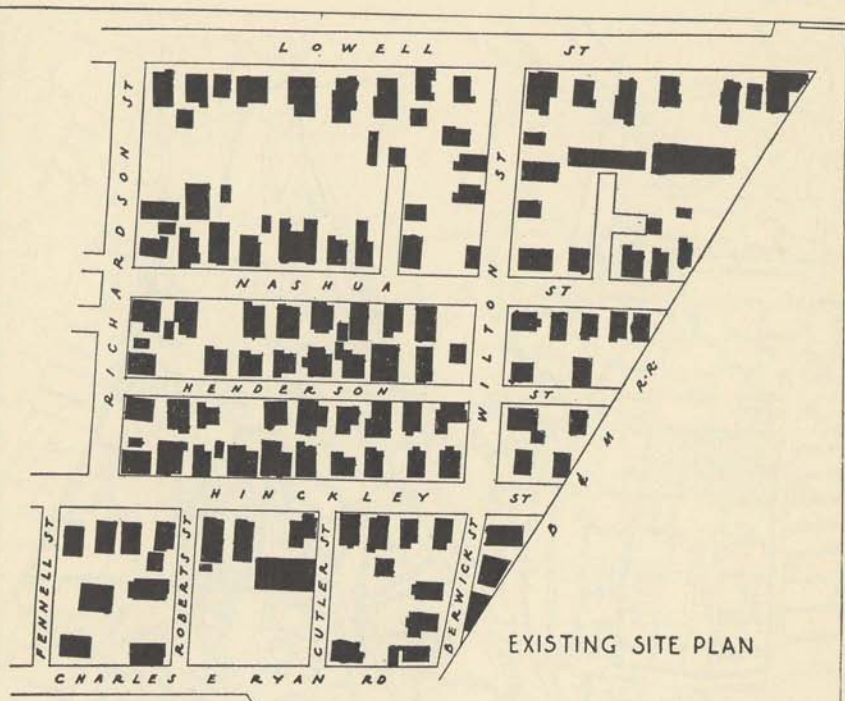 LOWELL ST
RICHARDSON ST
WILTON ST
NASHUA ST
HENDERSON ST
B & M R.R.
HINCKLEY ST
FENNELL ST
ROBERTS ST
CUTLER ST
BERWICK ST
EXISTING SITE PLAN
CHARLES E RYAN RD